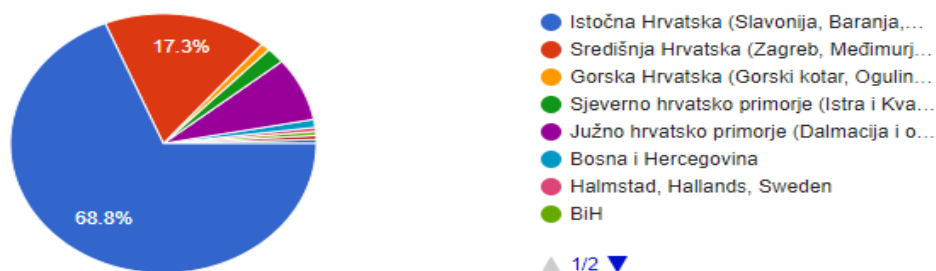 17.3%
68.8%
Istočna Hrvatska (Slavonija, Baranja,...
Središnja Hrvatska (Zagreb, Međimurj...
Gorska Hrvatska (Gorski kotar, Ogulin...
Sjeverno hrvatsko primorje (Istra i Kva...
Južno hrvatsko primorje (Dalmacija i o...
Bosna i Hercegovina
Halmstad, Hallands, Sweden
BiH
1/2